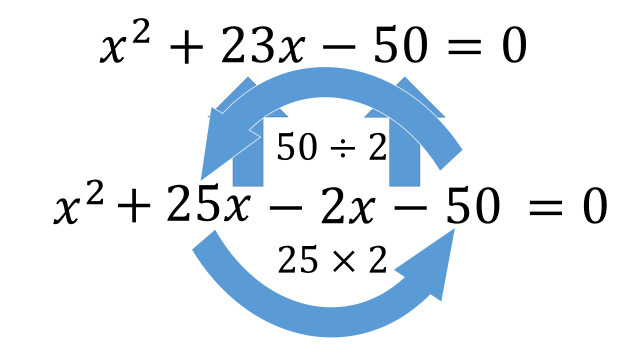 x² + 23x − 50 = 0
50 ÷ 2
x² + 25x − 2x − 50 = 0
25 × 2